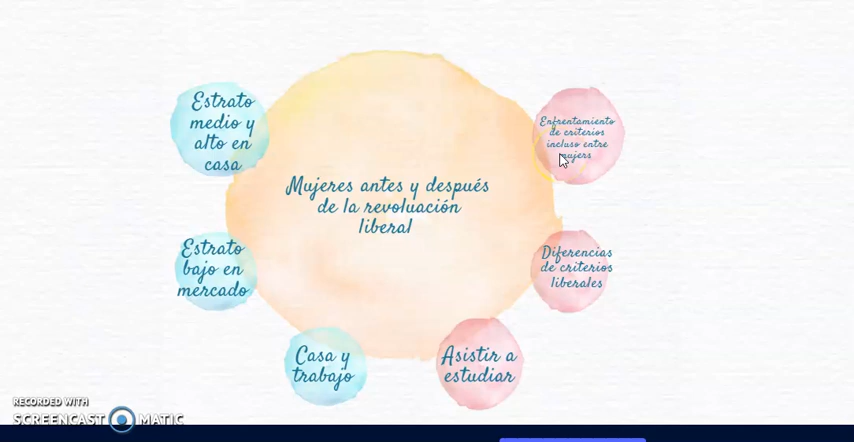 Estrato
medio y
alto en
casa
Estrato
bajo en
mercado
Casa y
trabajo
Mujeres antes y después
de la revoluación
liberal
Enfrentamiento
de criterios
incluso entre
mujers
Diferencias
de criterios
liberales
Asistir a
estudiar
RECORDED WITH
SCREENCAST MATIC